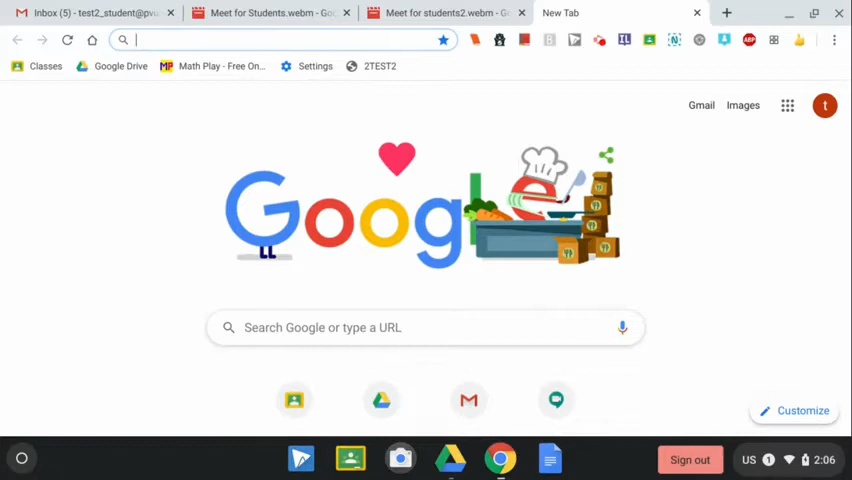 Inbox (5) - test2_student@pvu
Meet for Students.webm - Goo
Meet for students2.webm - Go
New Tab
Classes
Google Drive
Math Play - Free On...
Settings
2TEST2
Gmail
Images
t
Google
Search Google or type a URL
Customize
Sign out
US
1
2:06